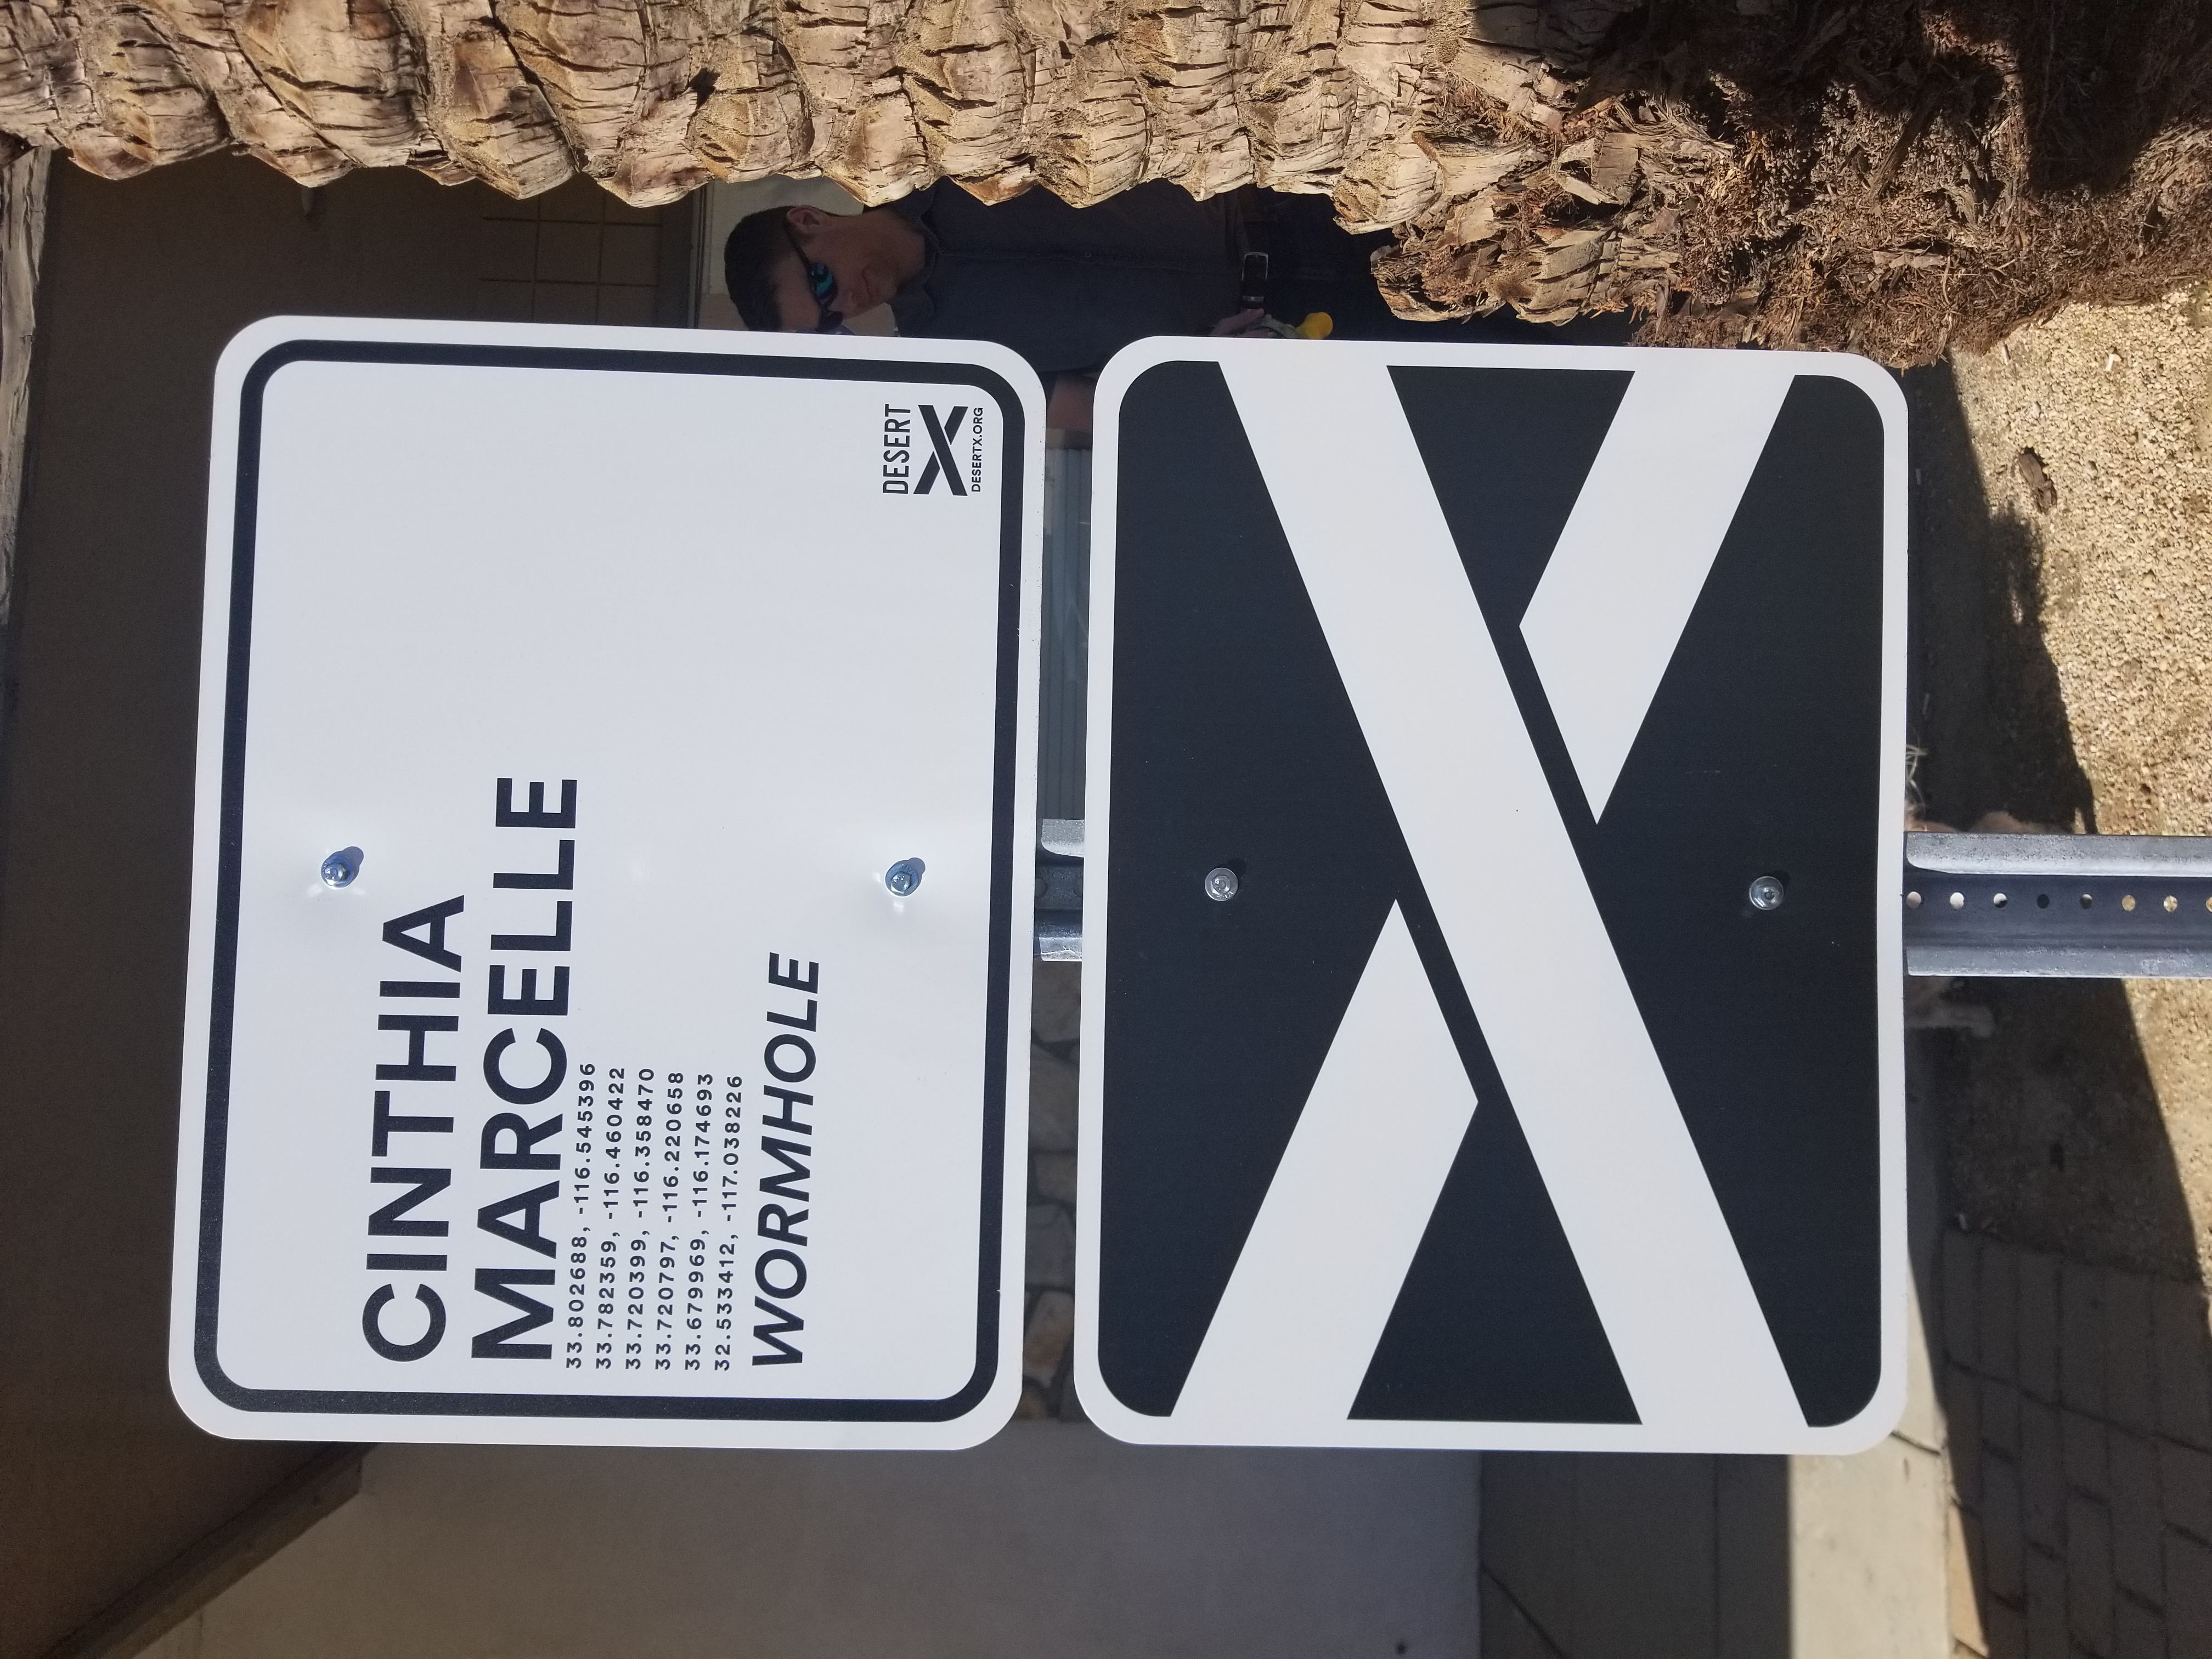 CINTHIA
MARCELLE
33.802688, -116.545396
33.782359, -116.460422
33.720399, -116.358470
33.720797, -116.220658
33.679969, -116.174693
32.533412, -117.038226
WORMHOLE
DESERT
X
DESERTX.ORG
X